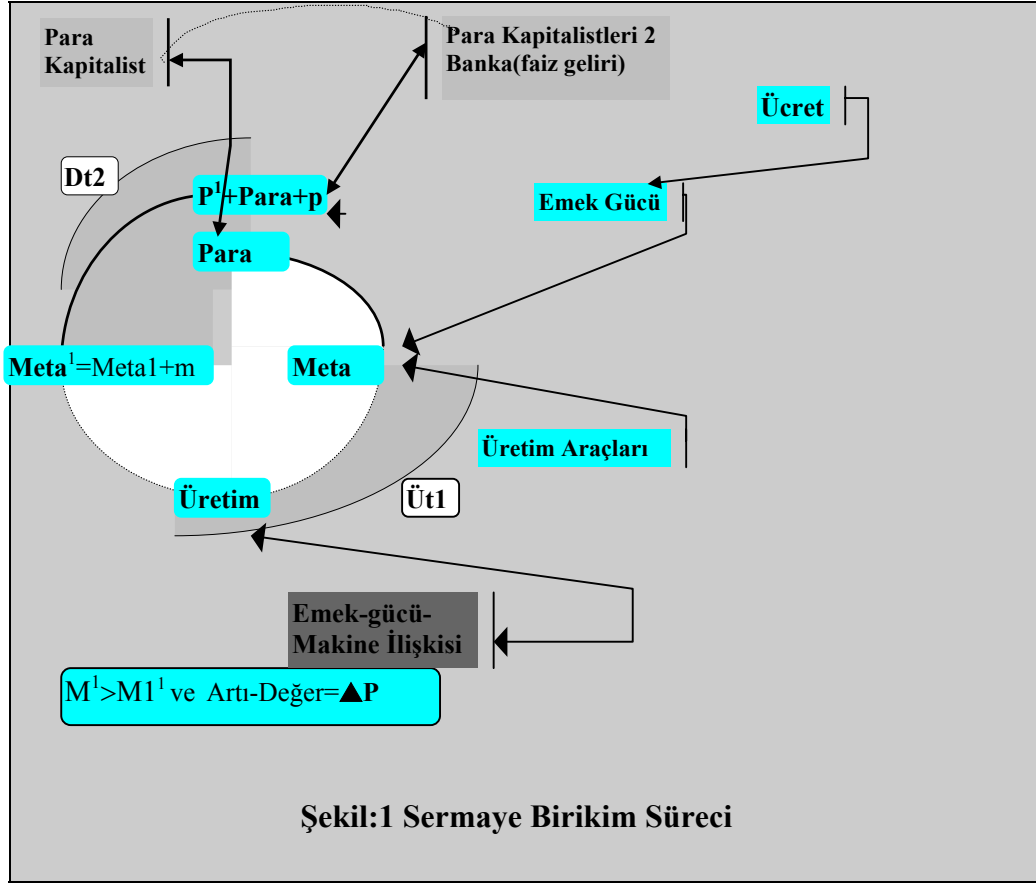 Para
Kapitalist
Para Kapitalistleri 2
Banka(faiz geliri)
Ücret
Dt2
P¹+Para+p
Emek Gücü
Para
Meta¹=Meta1+m
Meta
Üretim Araçları
Üretim
Üt1
Emek-gücü-
Makine İlişkisi
M¹>M1¹ ve Artı-Değer=▲P
Şekil:1 Sermaye Birikim Süreci